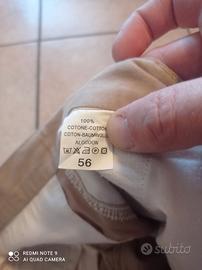 100%
COTONE-COTTON
COTON-BAUMWOLLE
ALGODON
56
REDMI NOTE 9
AI QUAD CAMERA
subito